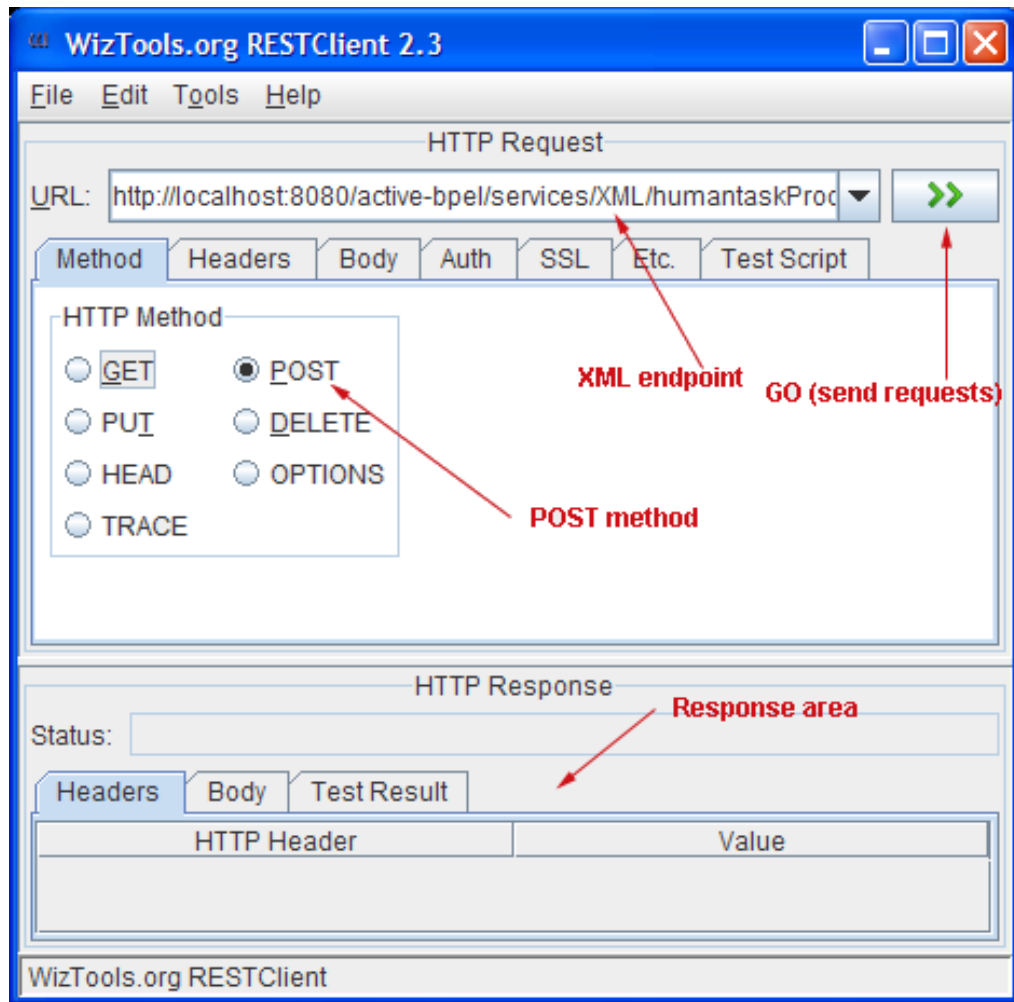 WizTools.org RESTClient 2.3
File Edit Tools Help
HTTP Request
URL: http://localhost:8080/active-bpel/services/XML/humantaskProc
Method Headers Body Auth SSL Etc. Test Script
HTTP Method
GET POST
XML endpoint
GO (send requests)
PUT DELETE
HEAD OPTIONS
POST method
TRACE
HTTP Response
Response area
Status:
Headers Body Test Result
HTTP Header Value
WizTools.org RESTClient